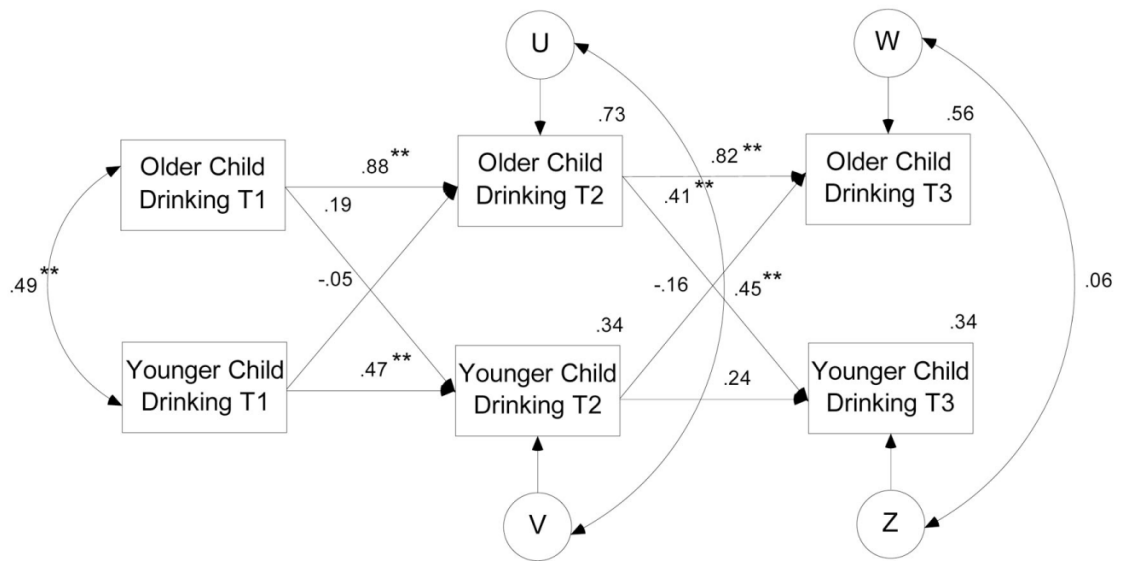 U
W
.73
.56
Older Child
Drinking T1
.88**
Older Child
Drinking T2
.82**
Older Child
Drinking T3
.19
.41**
.49**
-.05
-.16
.45**
.06
.34
.34
Younger Child
Drinking T1
.47**
Younger Child
Drinking T2
.24
Younger Child
Drinking T3
V
Z